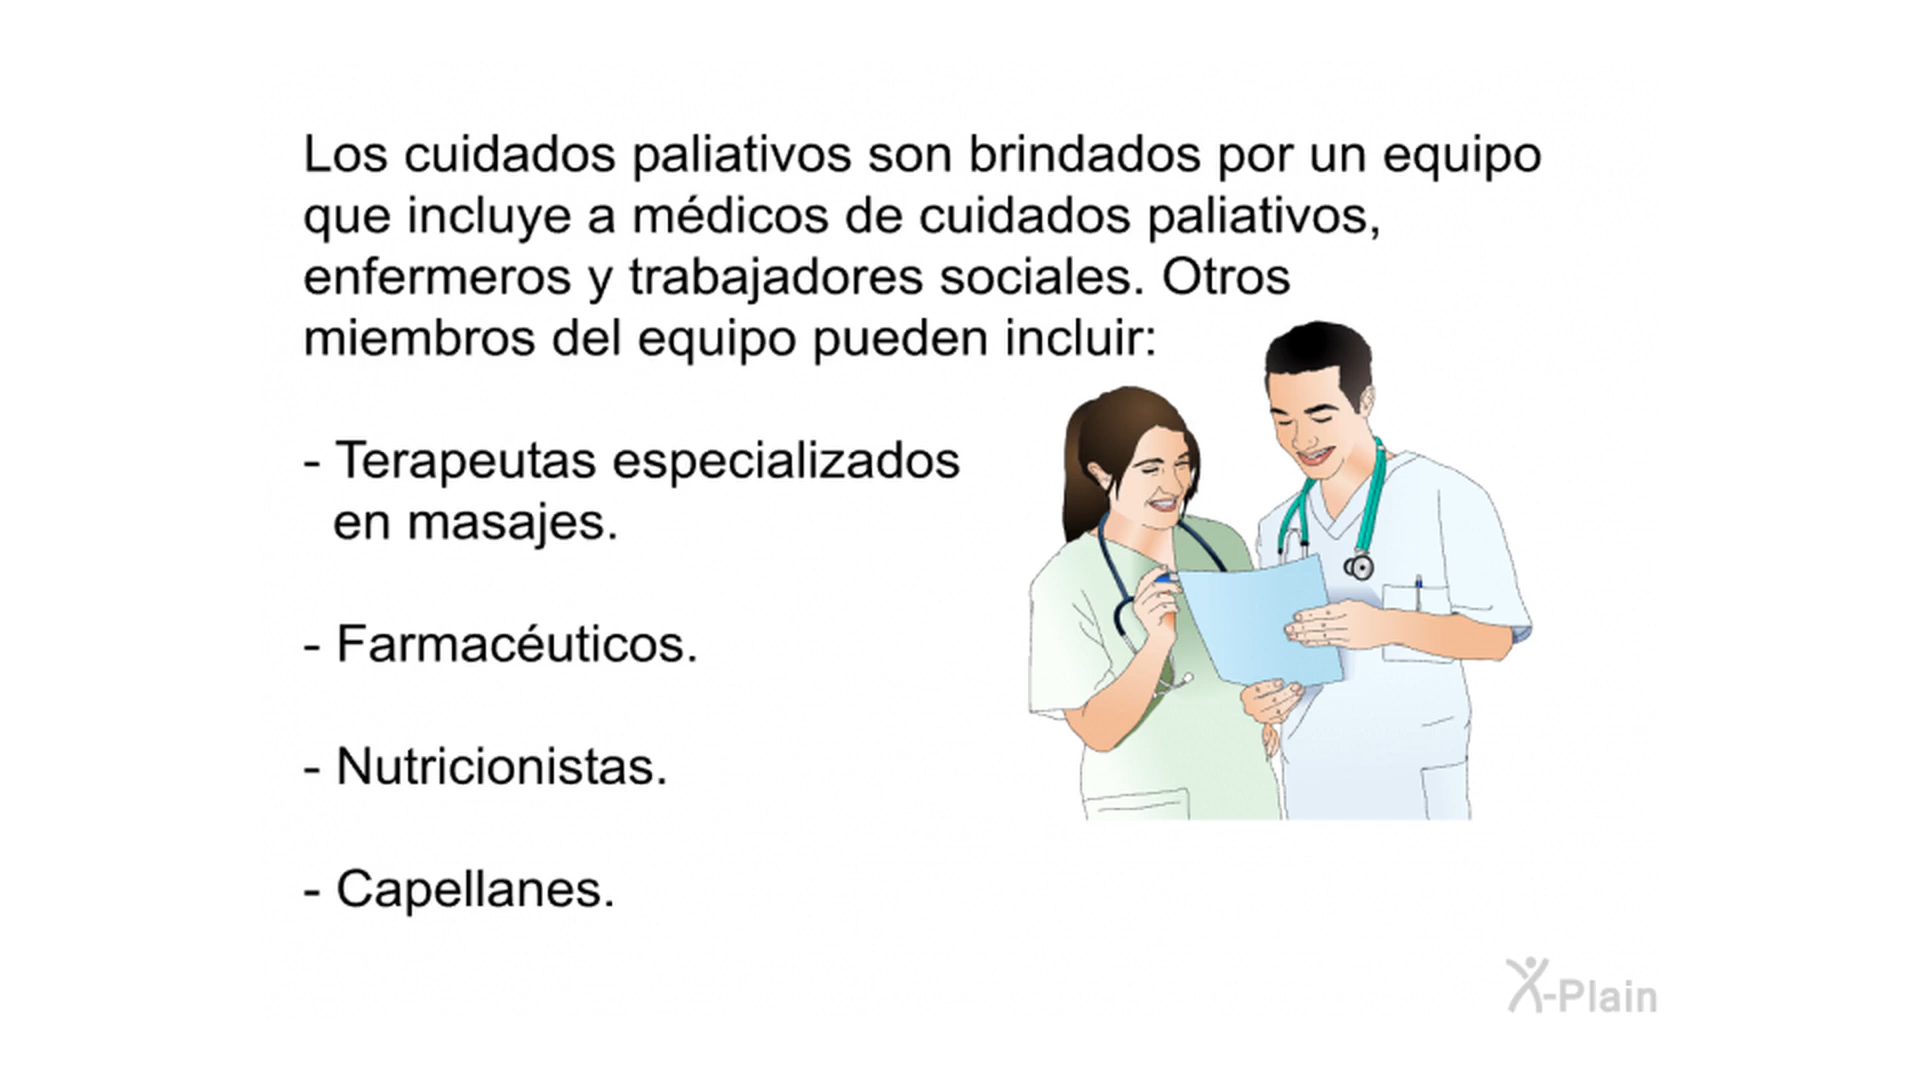 Los cuidados paliativos son brindados por un equipo
que incluye a médicos de cuidados paliativos,
enfermeros y trabajadores sociales. Otros
miembros del equipo pueden incluir:
- Terapeutas especializados
en masajes.
- Farmacéuticos.
- Nutricionistas.
- Capellanes.
X-Plain